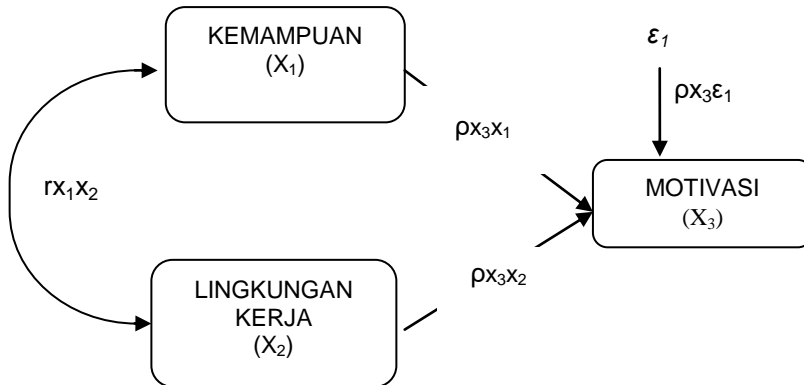 KEMAMPUAN
(X₁)
ε₁
ρx₃ε₁
ρx₃x₁
rx₁x₂
MOTIVASI
(X₃)
ρx₃x₂
LINGKUNGAN
KERJA
(X₂)